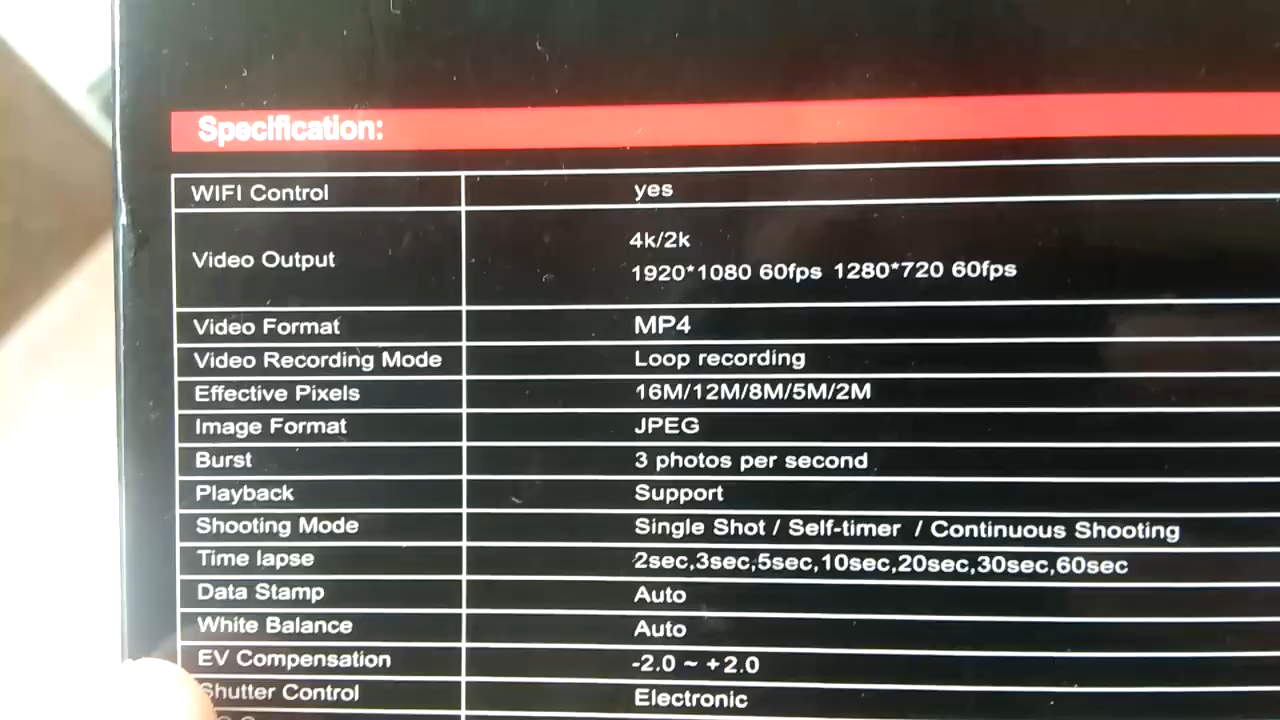 Specification:
WIFI Control yes
Video Output 4k/2k
1920*1080 60fps 1280*720 60fps
Video Format MP4
Video Recording Mode Loop recording
Effective Pixels 16M/12M/8M/5M/2M
Image Format JPEG
Burst 3 photos per second
Playback Support
Shooting Mode Single Shot / Self-timer / Continuous Shooting
Time lapse 2sec,3sec,5sec,10sec,20sec,30sec,60sec
Data Stamp Auto
White Balance Auto
EV Compensation -2.0 ~ +2.0
Shutter Control Electronic